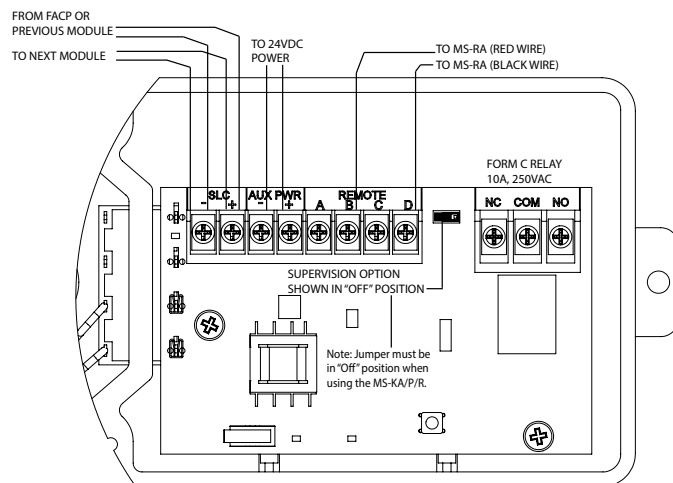 FROM FACP OR
PREVIOUS MODULE
TO NEXT MODULE
TO 24VDC
POWER
TO MS-RA (RED WIRE)
TO MS-RA (BLACK WIRE)
FORM C RELAY
10A, 250VAC
SLC AUX PWR REMOTE
- + - + A B C D
NC COM NO
SUPERVISION OPTION
SHOWN IN “OFF” POSITION
Note: Jumper must be
in “Off” position when
using the MS-KA/P/R.